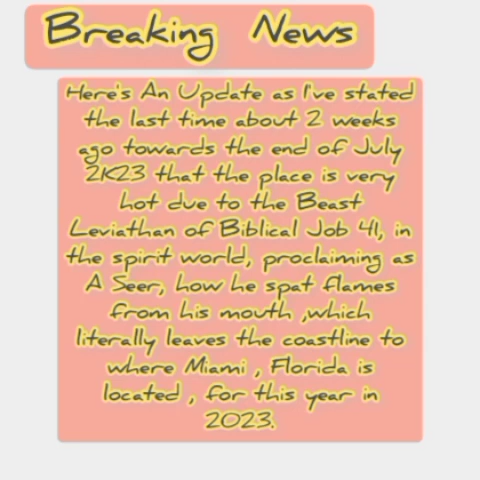 Breaking News
Here's An Update as I've stated
the last time about 2 weeks
ago towards the end of July
2K23 that the place is very
hot due to the Beast
Leviathan of Biblical Job 41, in
the spirit world, proclaiming as
A Seer, how he spat flames
from his mouth ,which
literally leaves the coastline to
where Miami , Florida is
located , for this year in
2023.